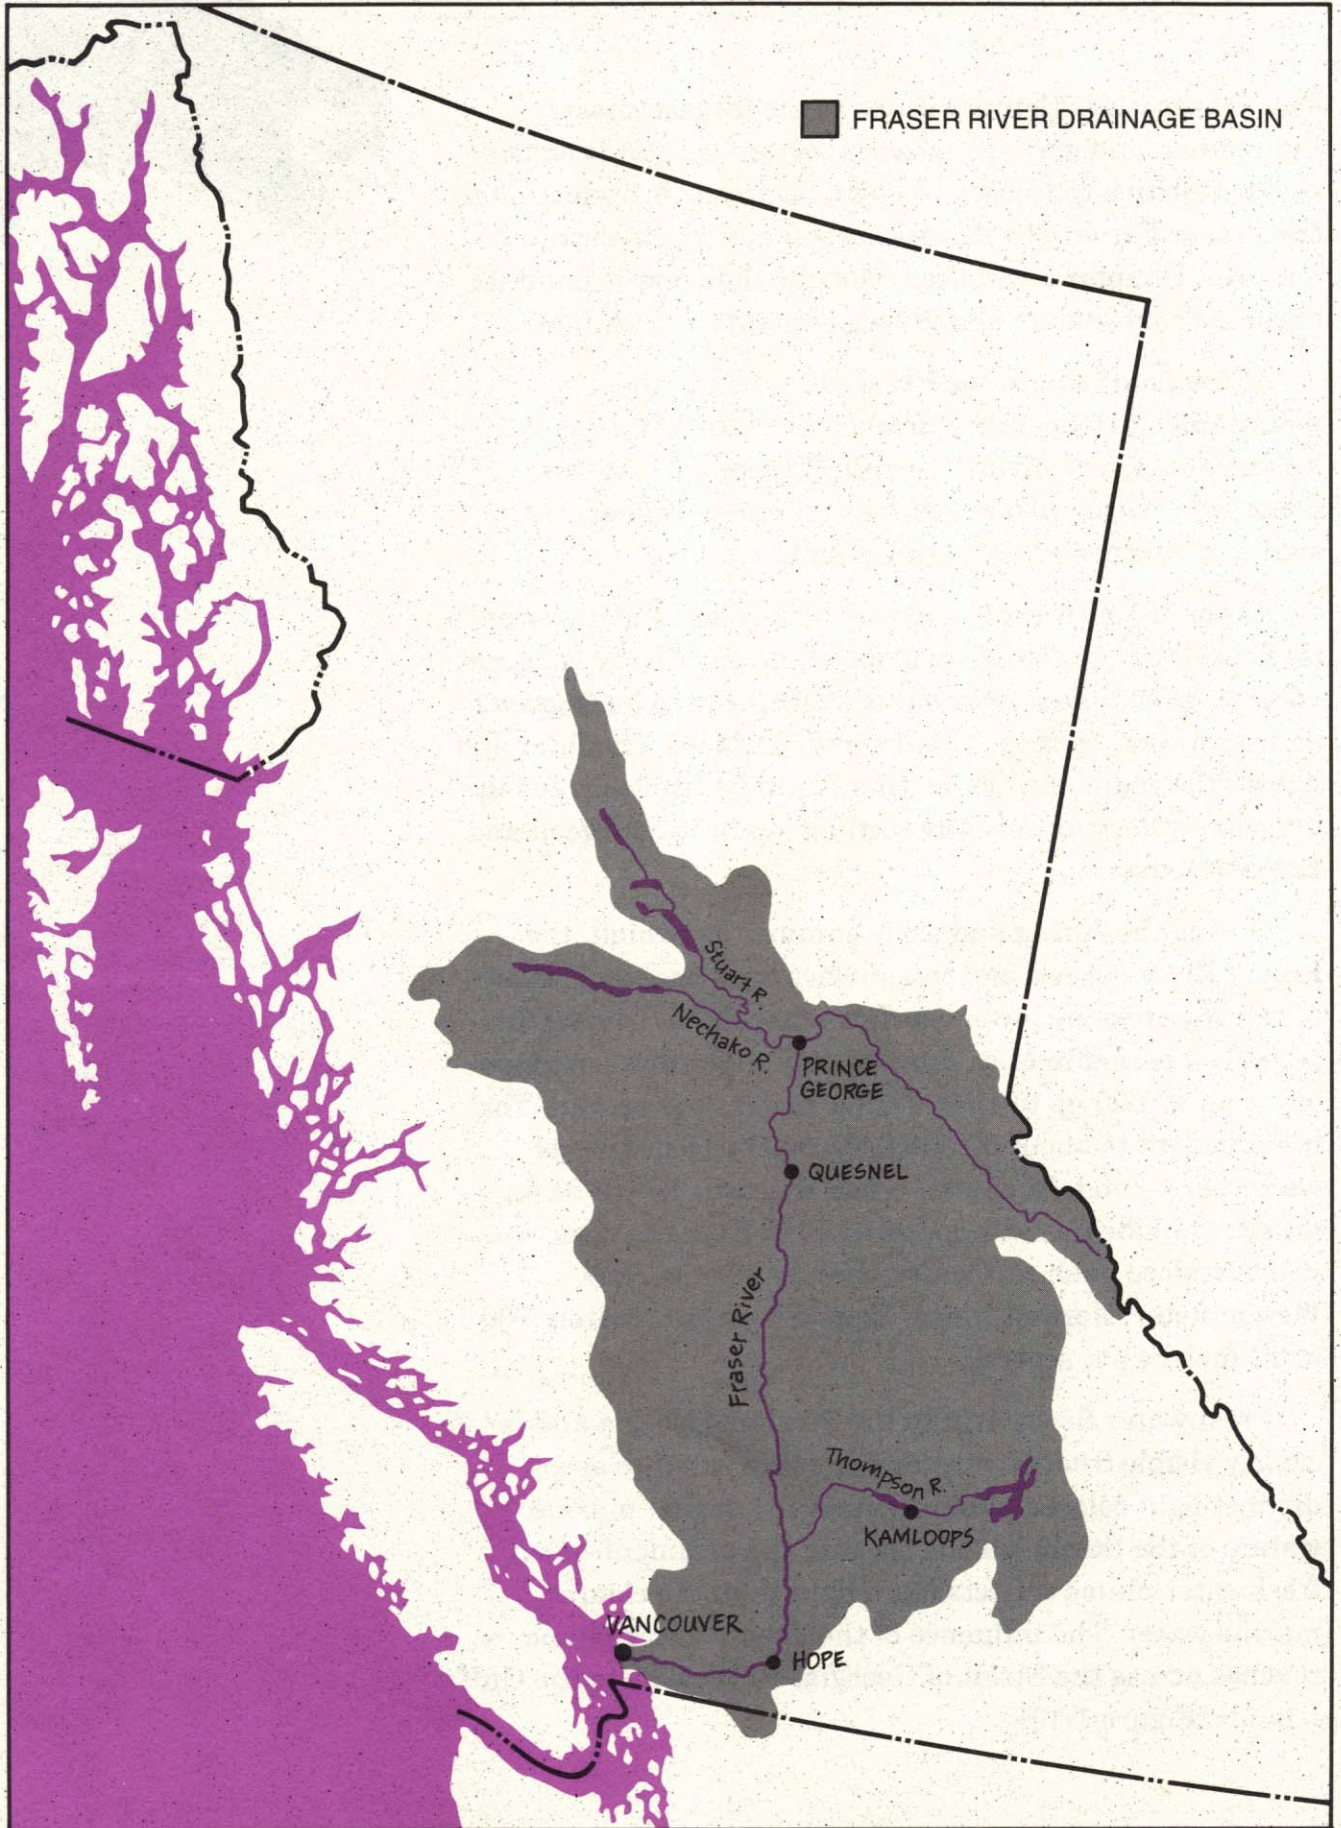 FRASER RIVER DRAINAGE BASIN
Stuart R.
Nechako R.
PRINCE
GEORGE
QUESNEL
Fraser River
Thompson R.
KAMLOOPS
VANCOUVER
HOPE